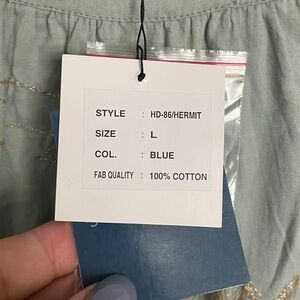 STYLE : HD-86/HERMIT
SIZE : L
COL. : BLUE
FAB QUALITY : 100% COTTON